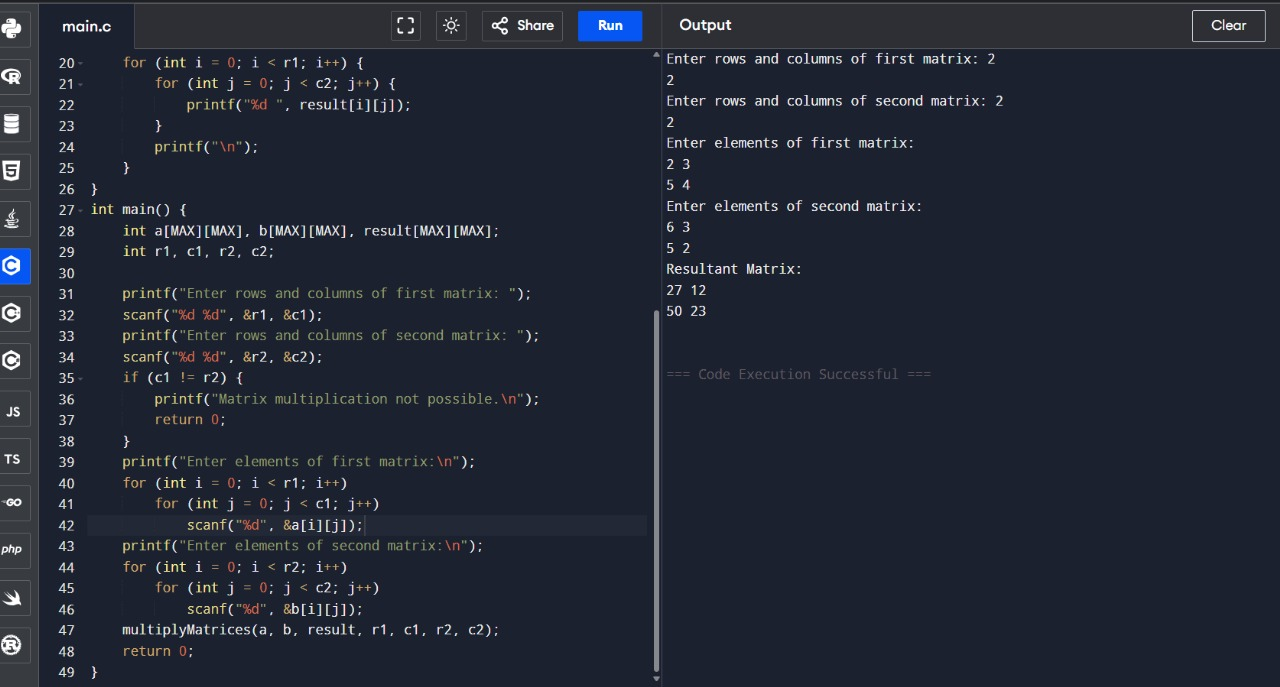 main.c
Share
Run
Output
Clear
20 for (int i = 0; i < r1; i++) {
21 for (int j = 0; j < c2; j++) {
22 printf("%d ", result[i][j]);
23 }
24 printf("\n");
25 }
26 }
27 int main() {
28 int a[MAX][MAX], b[MAX][MAX], result[MAX][MAX];
29 int r1, c1, r2, c2;
30
31 printf("Enter rows and columns of first matrix: ");
32 scanf("%d %d", &r1, &c1);
33 printf("Enter rows and columns of second matrix: ");
34 scanf("%d %d", &r2, &c2);
35 if (c1 != r2) {
36 printf("Matrix multiplication not possible.\n");
37 return 0;
38 }
39 printf("Enter elements of first matrix:\n");
40 for (int i = 0; i < r1; i++)
41 for (int j = 0; j < c1; j++)
42 scanf("%d", &a[i][j]);
43 printf("Enter elements of second matrix:\n");
44 for (int i = 0; i < r2; i++)
45 for (int j = 0; j < c2; j++)
46 scanf("%d", &b[i][j]);
47 multiplyMatrices(a, b, result, r1, c1, r2, c2);
48 return 0;
49 }
Enter rows and columns of first matrix: 2
2
Enter rows and columns of second matrix: 2
2
Enter elements of first matrix:
2 3
5 4
Enter elements of second matrix:
6 3
5 2
Resultant Matrix:
27 12
50 23
=== Code Execution Successful ===
R
5
C
C
C
JS
TS
GO
php
R